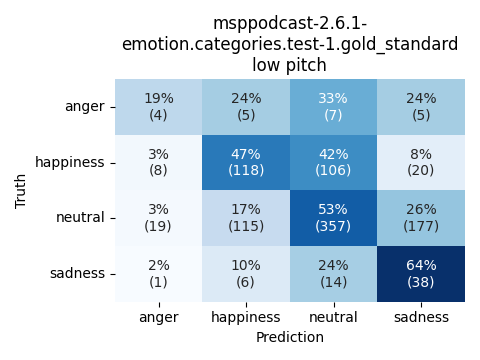 msppodcast-2.6.1-
emotion.categories.test-1.gold_standard
low pitch
Truth
anger
19%
(4)
24%
(5)
33%
(7)
24%
(5)
happiness
3%
(8)
47%
(118)
42%
(106)
8%
(20)
neutral
3%
(19)
17%
(115)
53%
(357)
26%
(177)
sadness
2%
(1)
10%
(6)
24%
(14)
64%
(38)
anger
happiness
neutral
sadness
Prediction